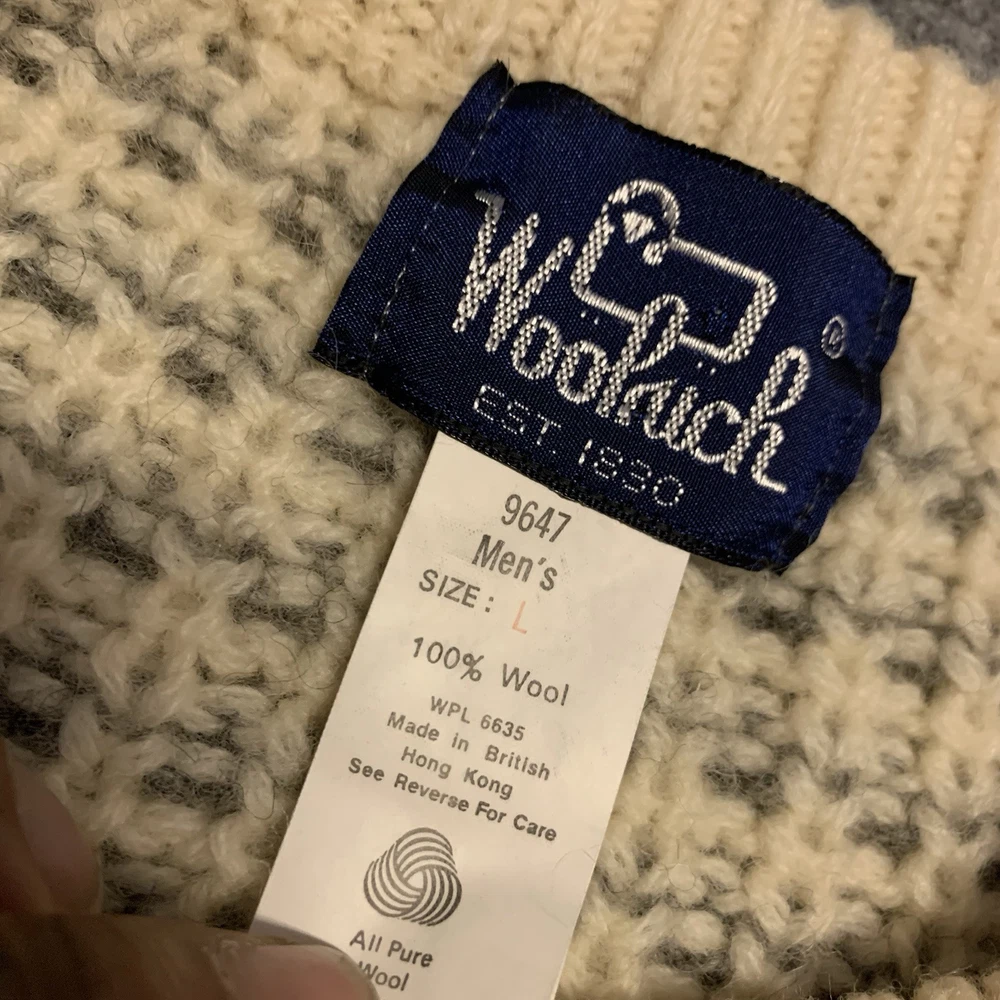 Woolrich
®
EST. 1830
9647
Men's
SIZE: L
100% Wool
WPL 6635
Made in British
Hong Kong
See Reverse For Care
All Pure
Wool